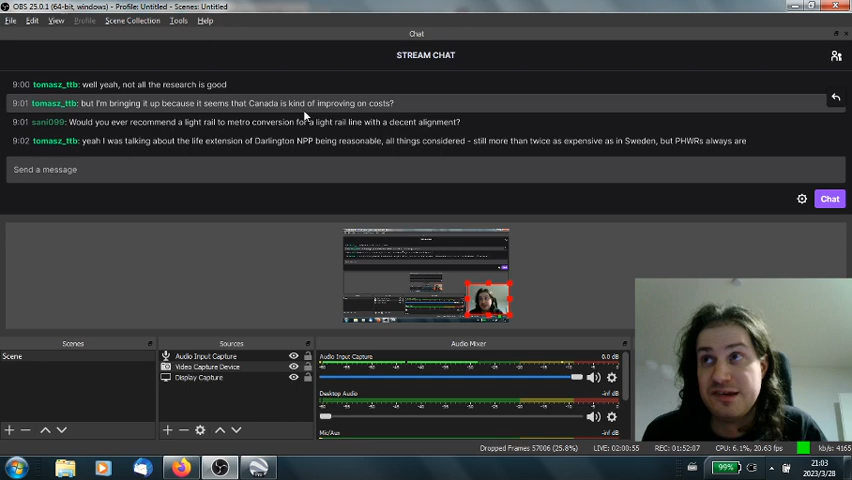 OBS 25.0.1 (64-bit, windows) - Profile: Untitled - Scenes: Untitled
File Edit View Profile Scene Collection Tools Help
Chat
STREAM CHAT
9:00 tomasz_ttb: well yeah, not all the research is good
9:01 tomasz_ttb: but I'm bringing it up because it seems that Canada is kind of improving on costs?
9:01 sani099: Would you ever recommend a light rail to metro conversion for a light rail line with a decent alignment?
9:02 tomasz_ttb: yeah I was talking about the life extension of Darlington NPP being reasonable, all things considered - still more than twice as expensive as in Sweden, but PHWRs always are
Send a message
Chat
Scenes
Scene
Sources
Audio Input Capture
Video Capture Device
Display Capture
Audio Mixer
Audio Input Capture 0.0 dB
Desktop Audio -inf dB
Mic/Aux -inf dB
Dropped Frames 57006 (25.8%) LIVE: 02:00:55 REC: 01:52:07 CPU: 6.1%, 20.63 fps kb/s: 4165
99%
21:03
2023/3/28